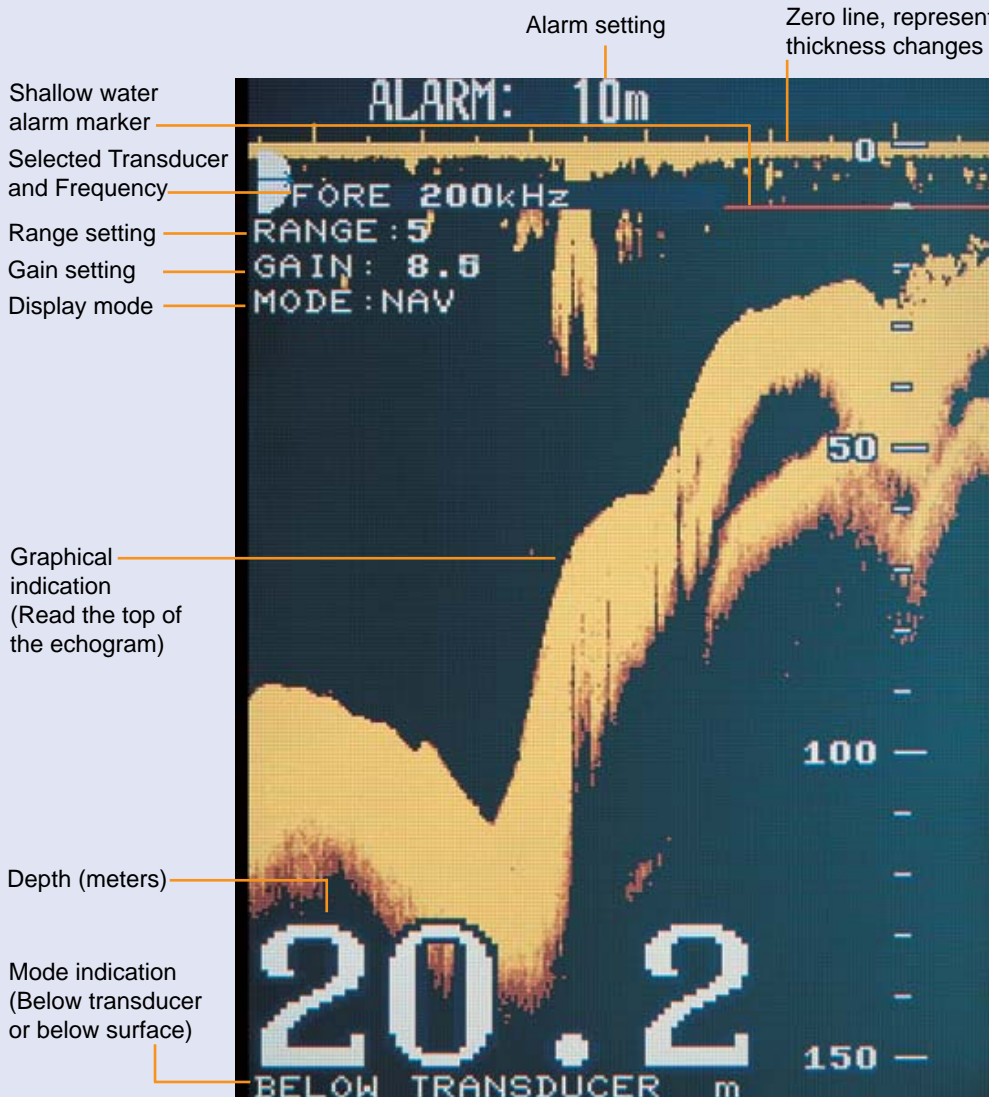 Alarm setting
Zero line, represent
thickness changes
Shallow water
alarm marker
Selected Transducer
and Frequency
Range setting
Gain setting
Display mode
Graphical
indication
(Read the top of
the echogram)
Depth (meters)
Mode indication
(Below transducer
or below surface)
ALARM: 10m
0
FORE 200kHz
RANGE:5
GAIN: 8.5
MODE:NAV
50
100
20.2
150
BELOW TRANSDUCER m